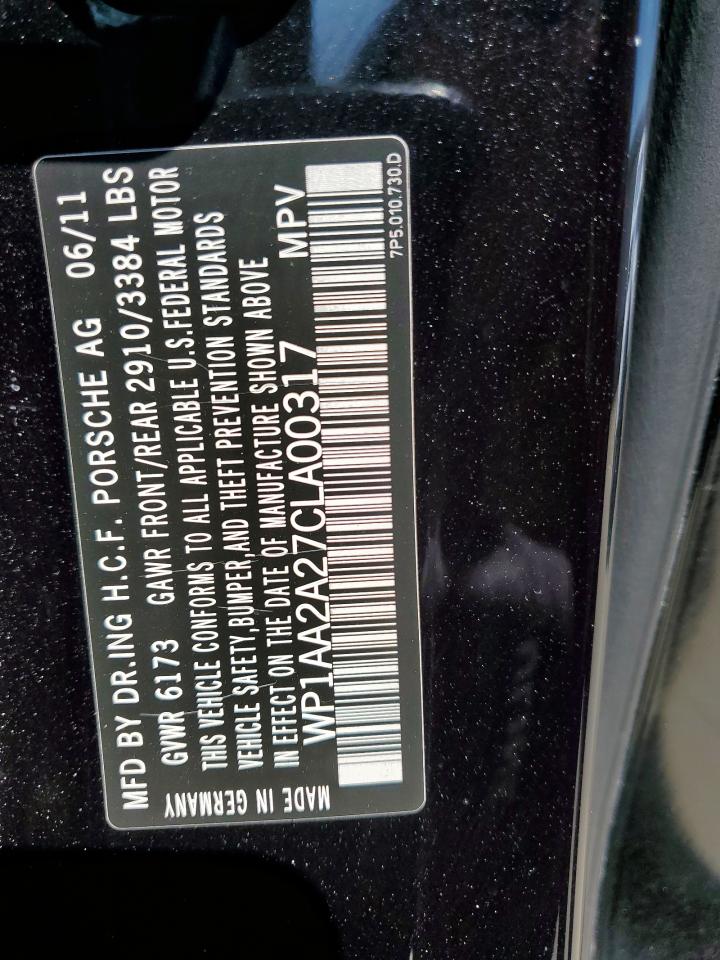 MFD BY DR.ING H.C.F. PORSCHE AG 06/11
GVWR 6173 GAWR FRONT/REAR 2910/3384 LBS
THIS VEHICLE CONFORMS TO ALL APPLICABLE U.S.FEDERAL MOTOR
VEHICLE SAFETY,BUMPER,AND THEFT PREVENTION STANDARDS
IN EFFECT ON THE DATE OF MANUFACTURE SHOWN ABOVE
WP1AA2A27CLA00317 MPV
MADE IN GERMANY
7P5.010.730.D